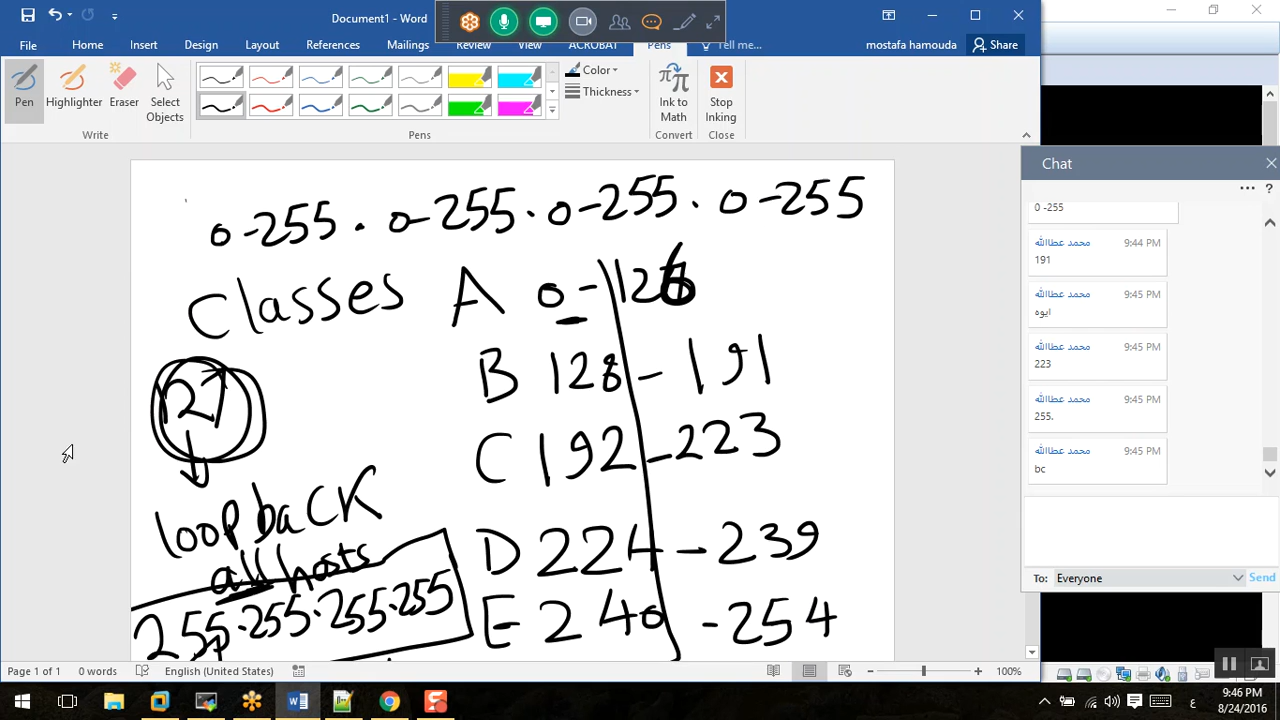 Document1 - Word
File Home Insert Design Layout References Mailings Review View ACROBAT Pens Tell me... mostafa hamouda Share
Pen Highlighter Eraser Select Objects
Color
Thickness
Ink to Math
Stop Inking
Write Pens Convert Close
0-255 . 0-255 . 0-255 . 0-255
Classes A 0-126
B 128 - 191
127
C 192 - 223
loopback
D 224 - 239
all hosts
255.255.255.255
E 240 - 254
Chat
0 -255
محمد عطاالله 9:44 PM
191
محمد عطاالله 9:45 PM
ايوه
محمد عطاالله 9:45 PM
223
محمد عطاالله 9:45 PM
255.
محمد عطاالله 9:45 PM
bc
To: Everyone Send
Page 1 of 1 0 words English (United States) 100%
ع 9:46 PM
8/24/2016